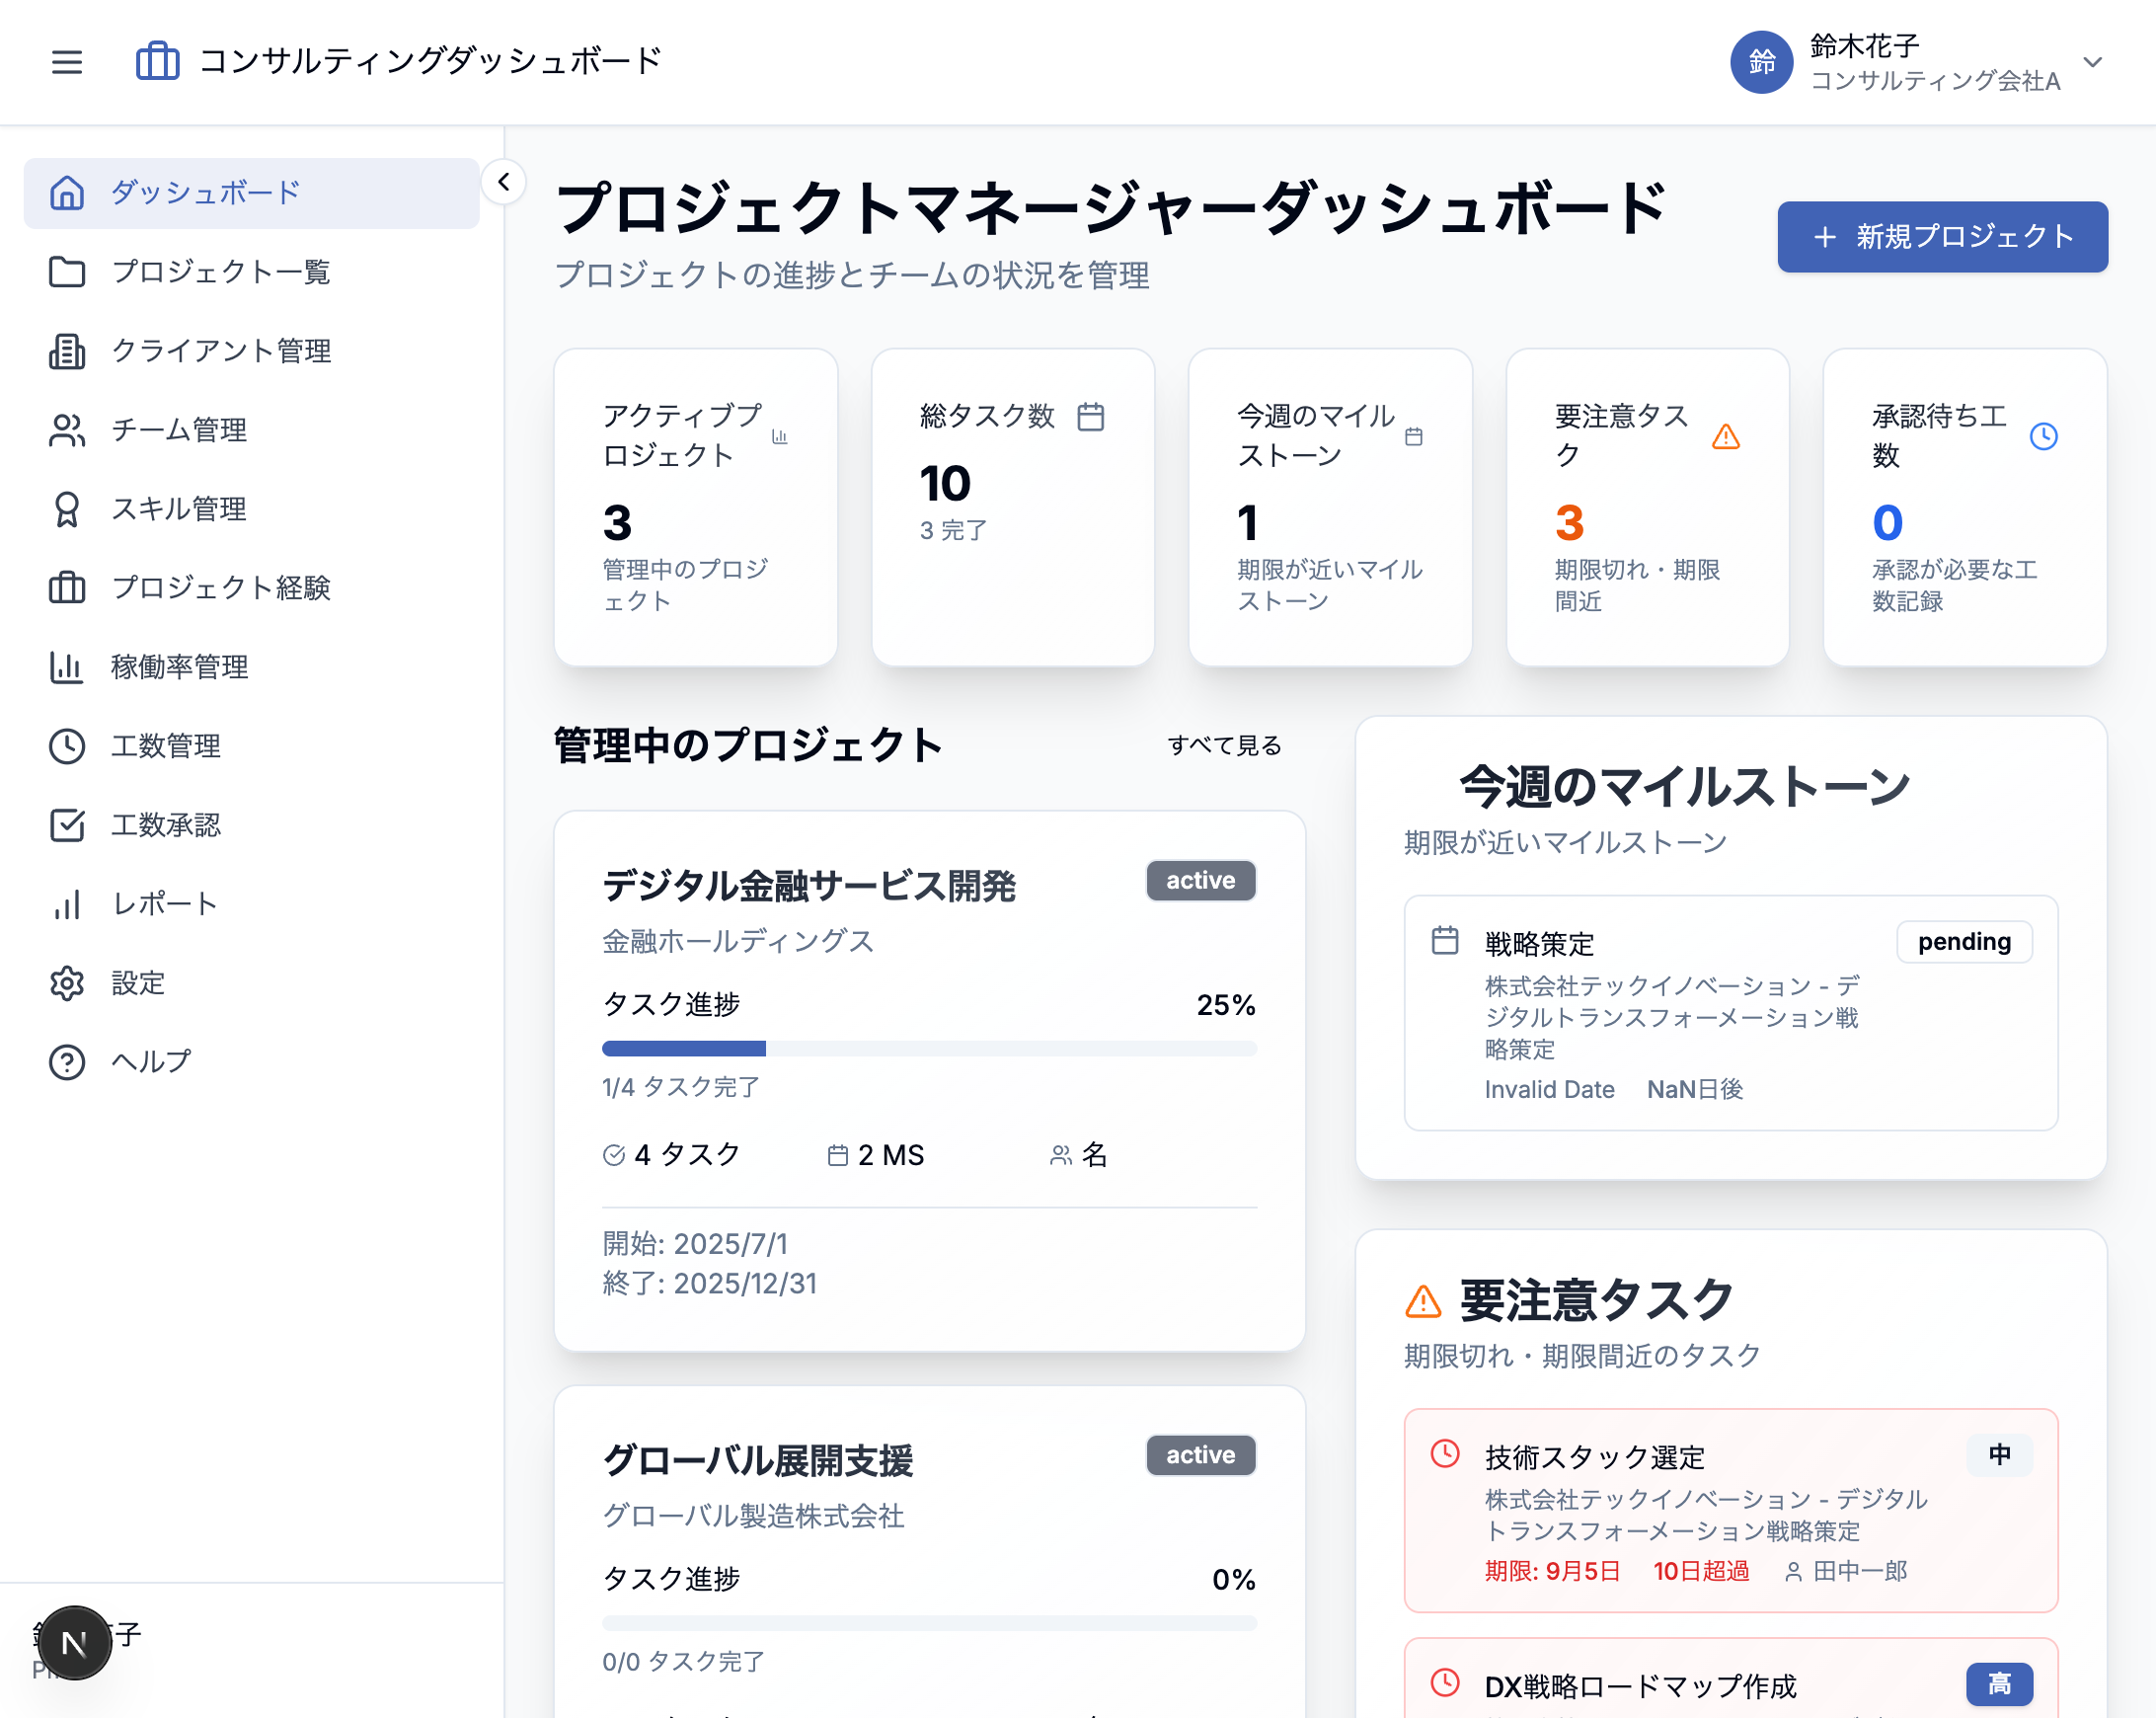 コンサルティングダッシュボード
鈴
鈴木花子
コンサルティング会社A
ダッシュボード
プロジェクト一覧
クライアント管理
チーム管理
スキル管理
プロジェクト経験
稼働率管理
工数管理
工数承認
レポート
設定
ヘルプ
子
N
プロジェクトマネージャーダッシュボード
プロジェクトの進捗とチームの状況を管理
新規プロジェクト
アクティブプ
ロジェクト
3
管理中のプロジ
ェクト
総タスク数
10
3 完了
今週のマイル
ストーン
1
期限が近いマイル
ストーン
要注意タス
ク
3
期限切れ・期限
間近
承認待ち工
数
0
承認が必要な工
数記録
管理中のプロジェクト
すべて見る
デジタル金融サービス開発
active
金融ホールディングス
タスク進捗
25%
1/4 タスク完了
4 タスク
2 MS
名
開始: 2025/7/1
終了: 2025/12/31
グローバル展開支援
active
グローバル製造株式会社
タスク進捗
0%
0/0 タスク完了
今週のマイルストーン
期限が近いマイルストーン
戦略策定
pending
株式会社テックイノベーション - デ
ジタルトランスフォーメーション戦
略策定
Invalid Date NaN日後
要注意タスク
期限切れ・期限間近のタスク
技術スタック選定
中
株式会社テックイノベーション - デジタル
トランスフォーメーション戦略策定
期限: 9月5日 10日超過 田中一郎
DX戦略ロードマップ作成
高